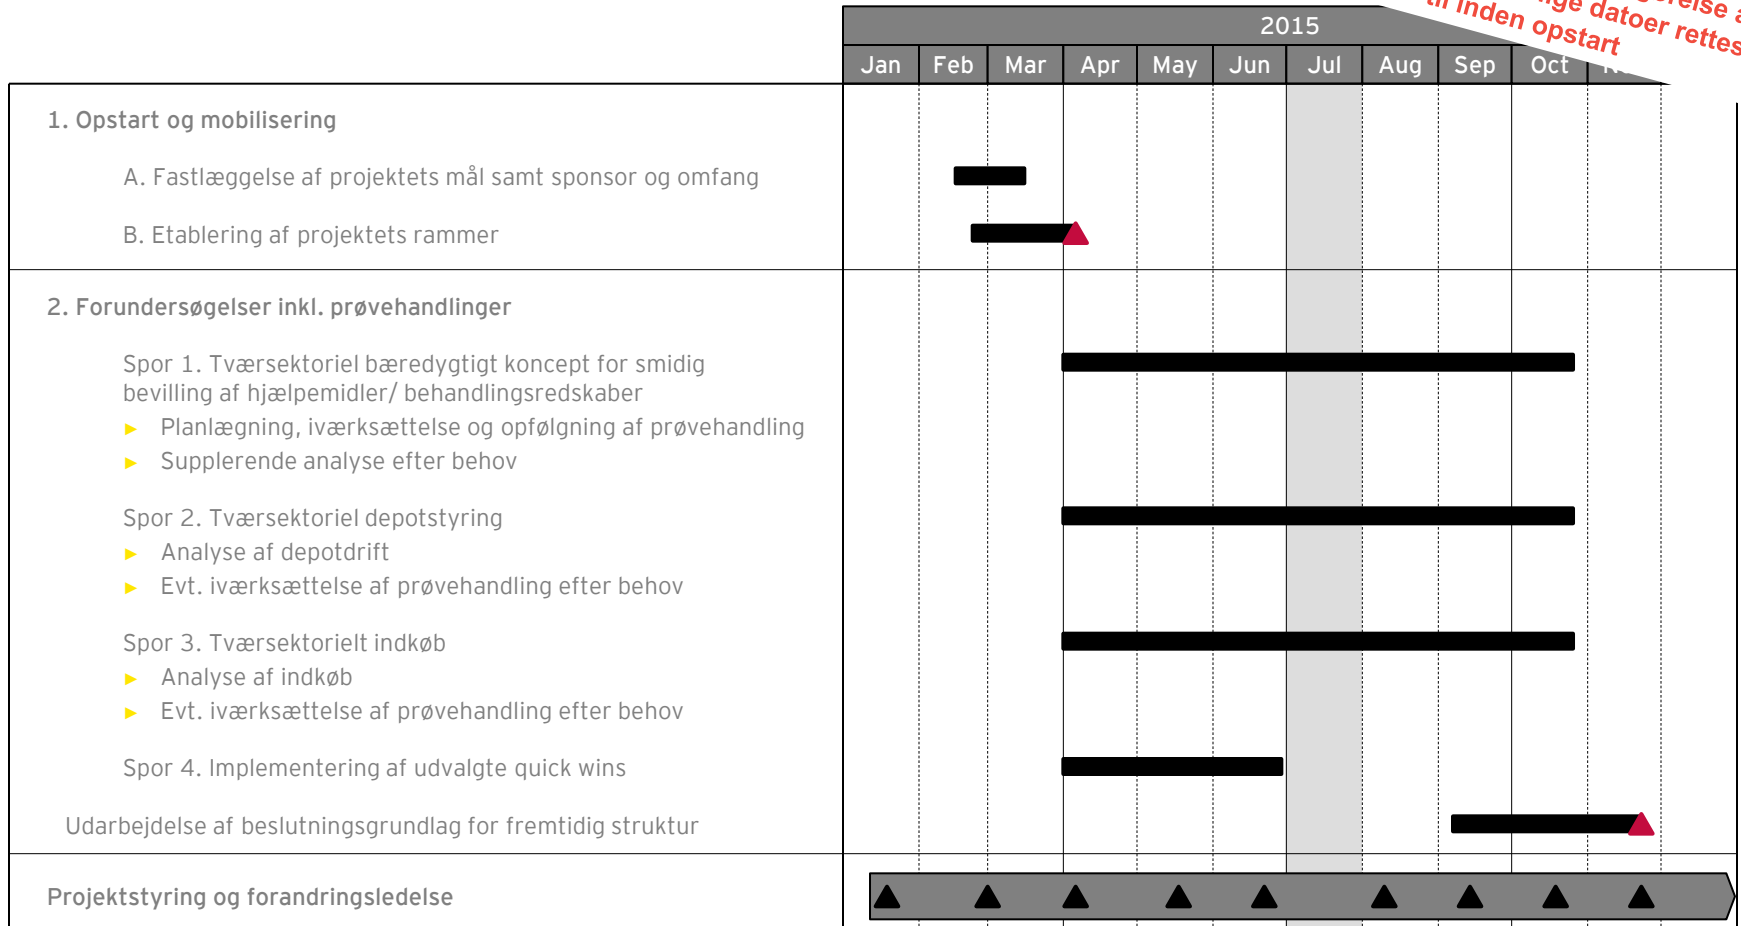 2015
til inden opstart
datoer rettes
Jan Feb Mar Apr May Jun Jul Aug Sep Oct
1. Opstart og mobilisering
A. Fastlæggelse af projektets mål samt sponsor og omfang
B. Etablering af projektets rammer
2. Forundersøgelser inkl. prøvehandlinger
Spor 1. Tværsektoriel bæredygtigt koncept for smidig
bevilling af hjælpemidler/ behandlingsredskaber
► Planlægning, iværksættelse og opfølgning af prøvehandling
► Supplerende analyse efter behov
Spor 2. Tværsektoriel depotstyring
► Analyse af depotdrift
► Evt. iværksættelse af prøvehandling efter behov
Spor 3. Tværsektorielt indkøb
► Analyse af indkøb
► Evt. iværksættelse af prøvehandling efter behov
Spor 4. Implementering af udvalgte quick wins
Udarbejdelse af beslutningsgrundlag for fremtidig struktur
Projektstyring og forandringsledelse